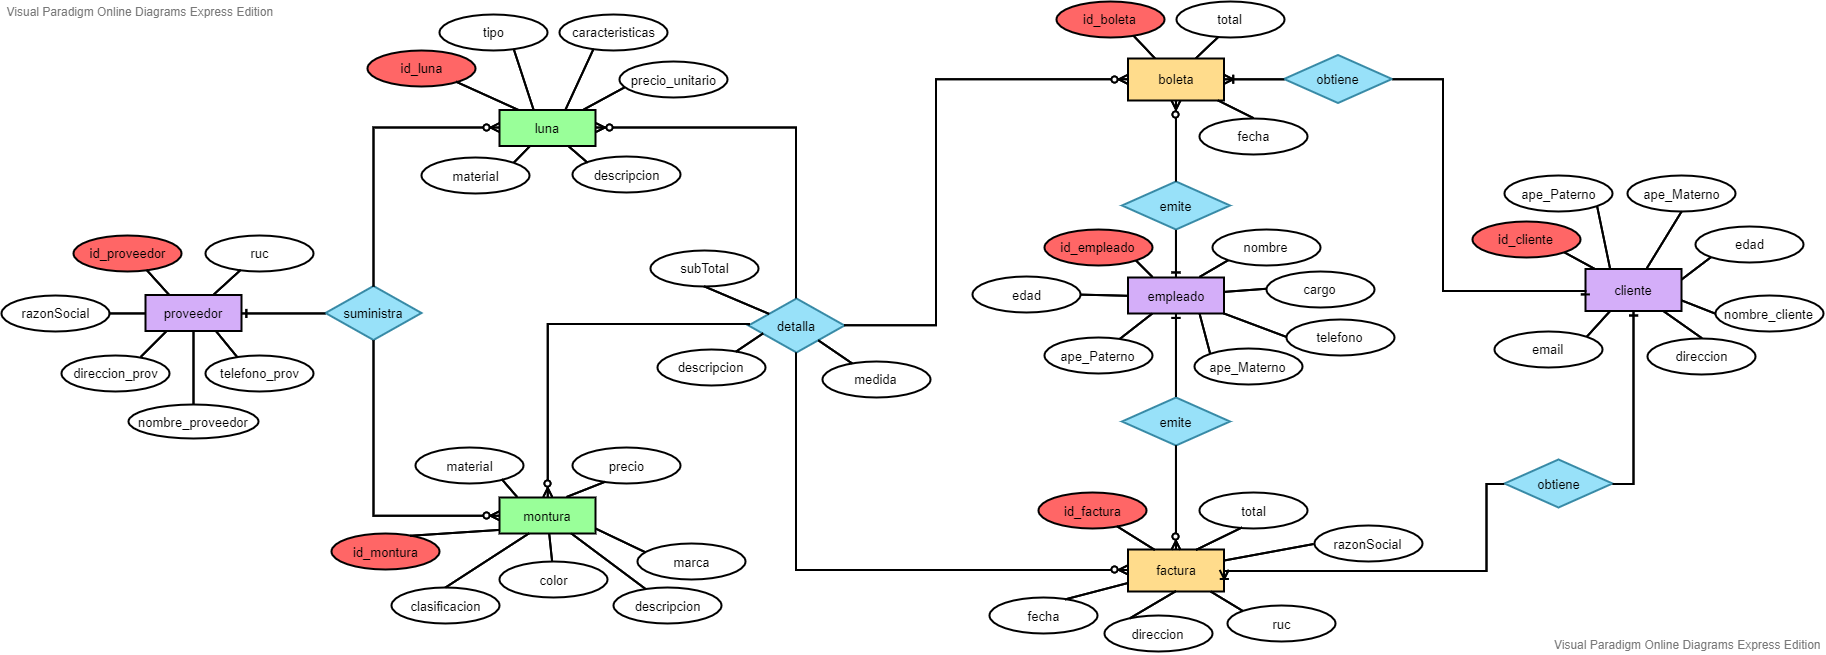 Visual Paradigm Online Diagrams Express Edition
id_boleta
total
tipo
caracteristicas
id_luna
precio_unitario
boleta
obtiene
luna
fecha
material
descripcion
ape_Paterno
ape_Materno
emite
id_cliente
edad
id_proveedor
ruc
id_empleado
nombre
subTotal
edad
empleado
cargo
cliente
razonSocial
proveedor
suministra
detalla
nombre_cliente
telefono
email
direccion
ape_Paterno
ape_Materno
direccion_prov
telefono_prov
descripcion
medida
nombre_proveedor
emite
material
precio
obtiene
id_factura
total
montura
razonSocial
id_montura
marca
factura
color
clasificacion
descripcion
fecha
direccion
ruc
Visual Paradigm Online Diagrams Express Edition